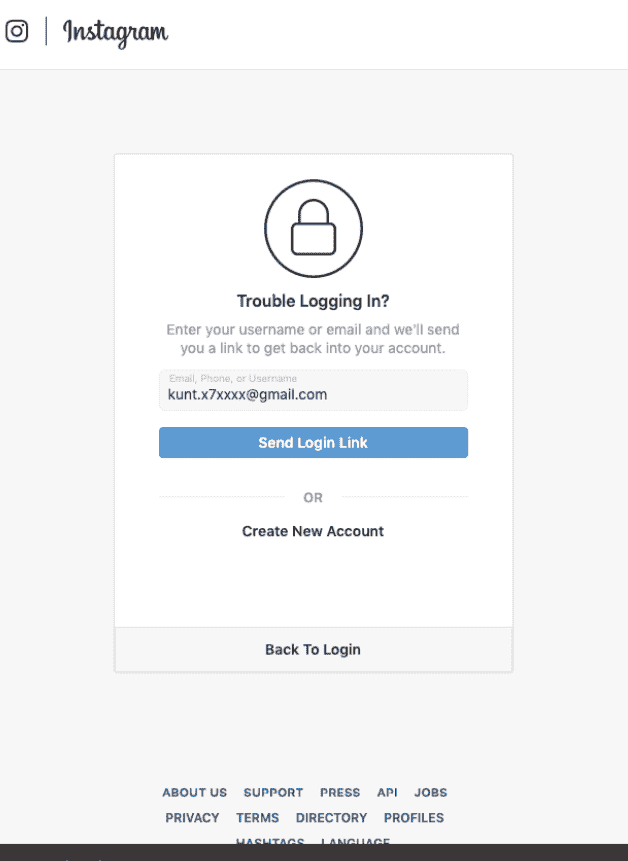 Instagram
Trouble Logging In?
Enter your username or email and we'll send
you a link to get back into your account.
Email, Phone, or Username
kunt.x7xxxx@gmail.com
Send Login Link
OR
Create New Account
Back To Login
ABOUT US SUPPORT PRESS API JOBS
PRIVACY TERMS DIRECTORY PROFILES
HASHTAGS LANGUAGE